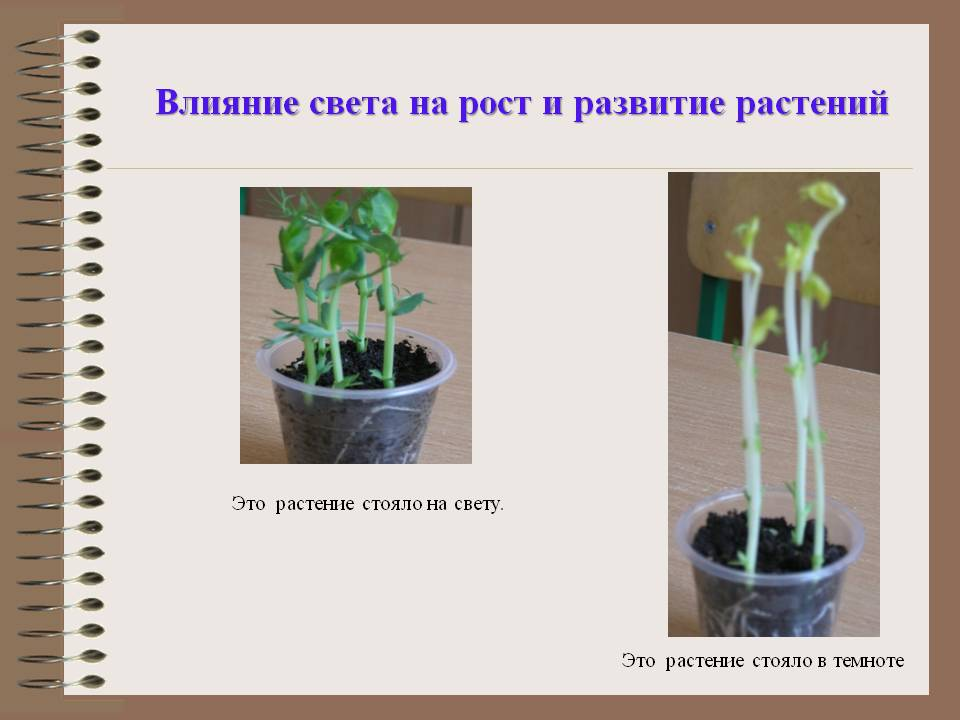 Влияние света на рост и развитие растений
Это растение стояло на свету.
Это растение стояло в темноте